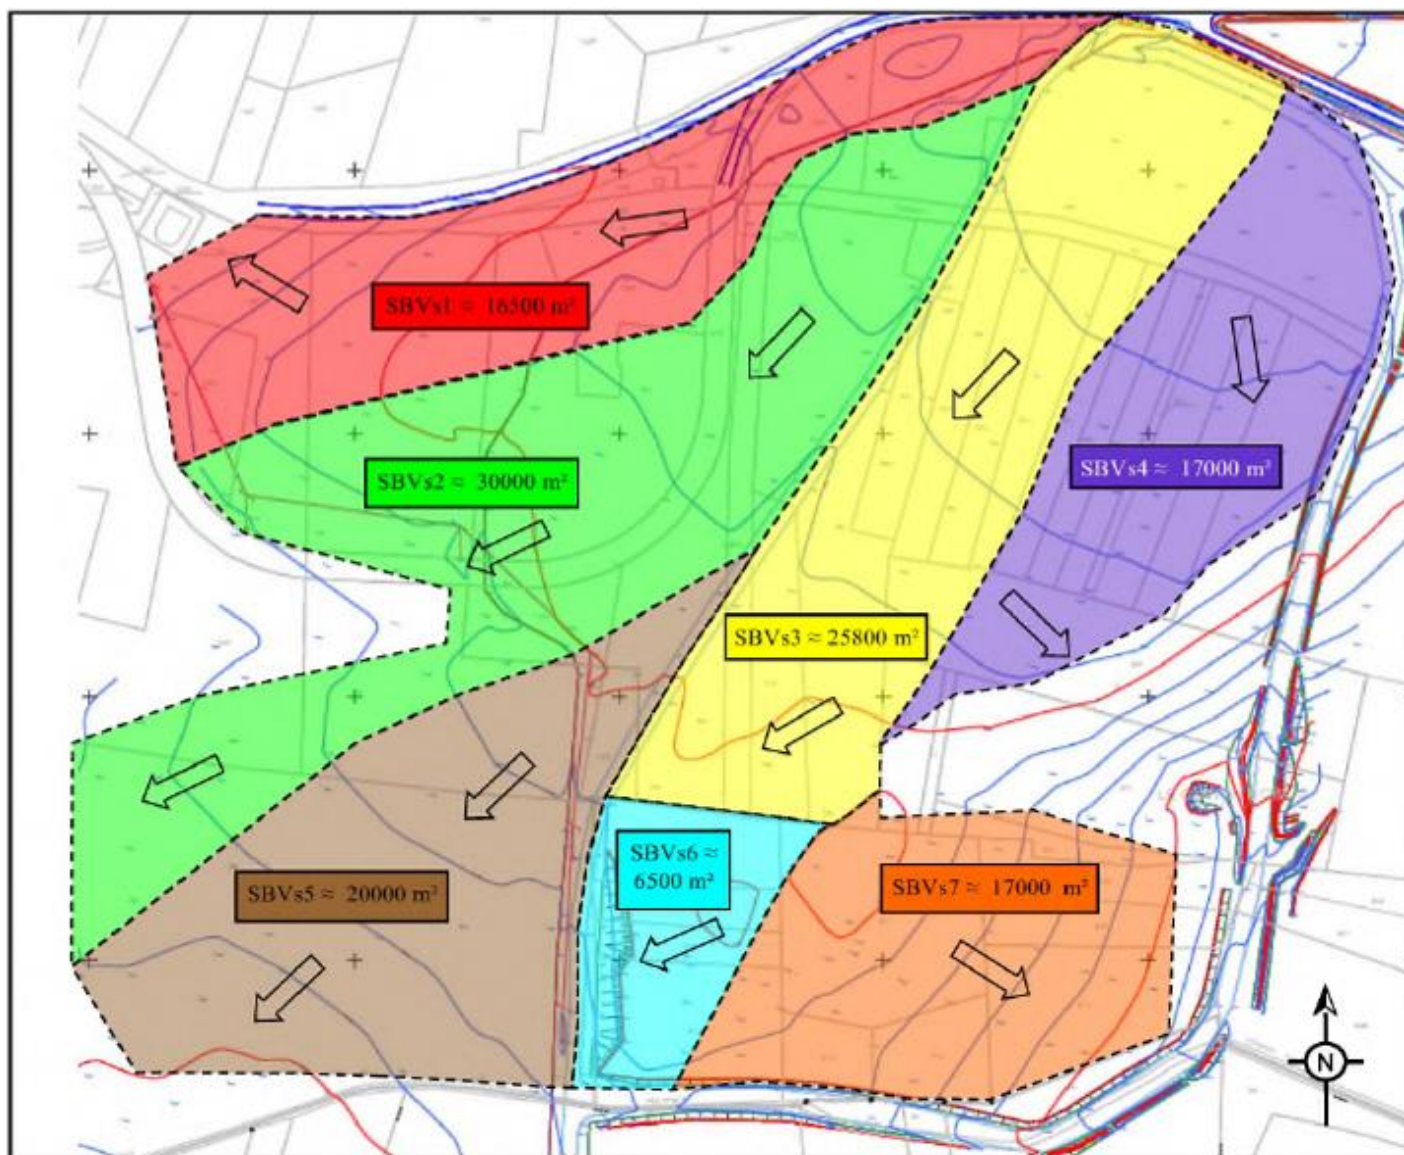 SBVs1 ≈ 16500 m²
SBVs2 ≈ 30000 m²
SBVs4 ≈ 17000 m²
SBVs3 ≈ 25800 m²
SBVs6 ≈
6500 m²
SBVs5 ≈ 20000 m²
SBVs7 ≈ 17000 m²
N